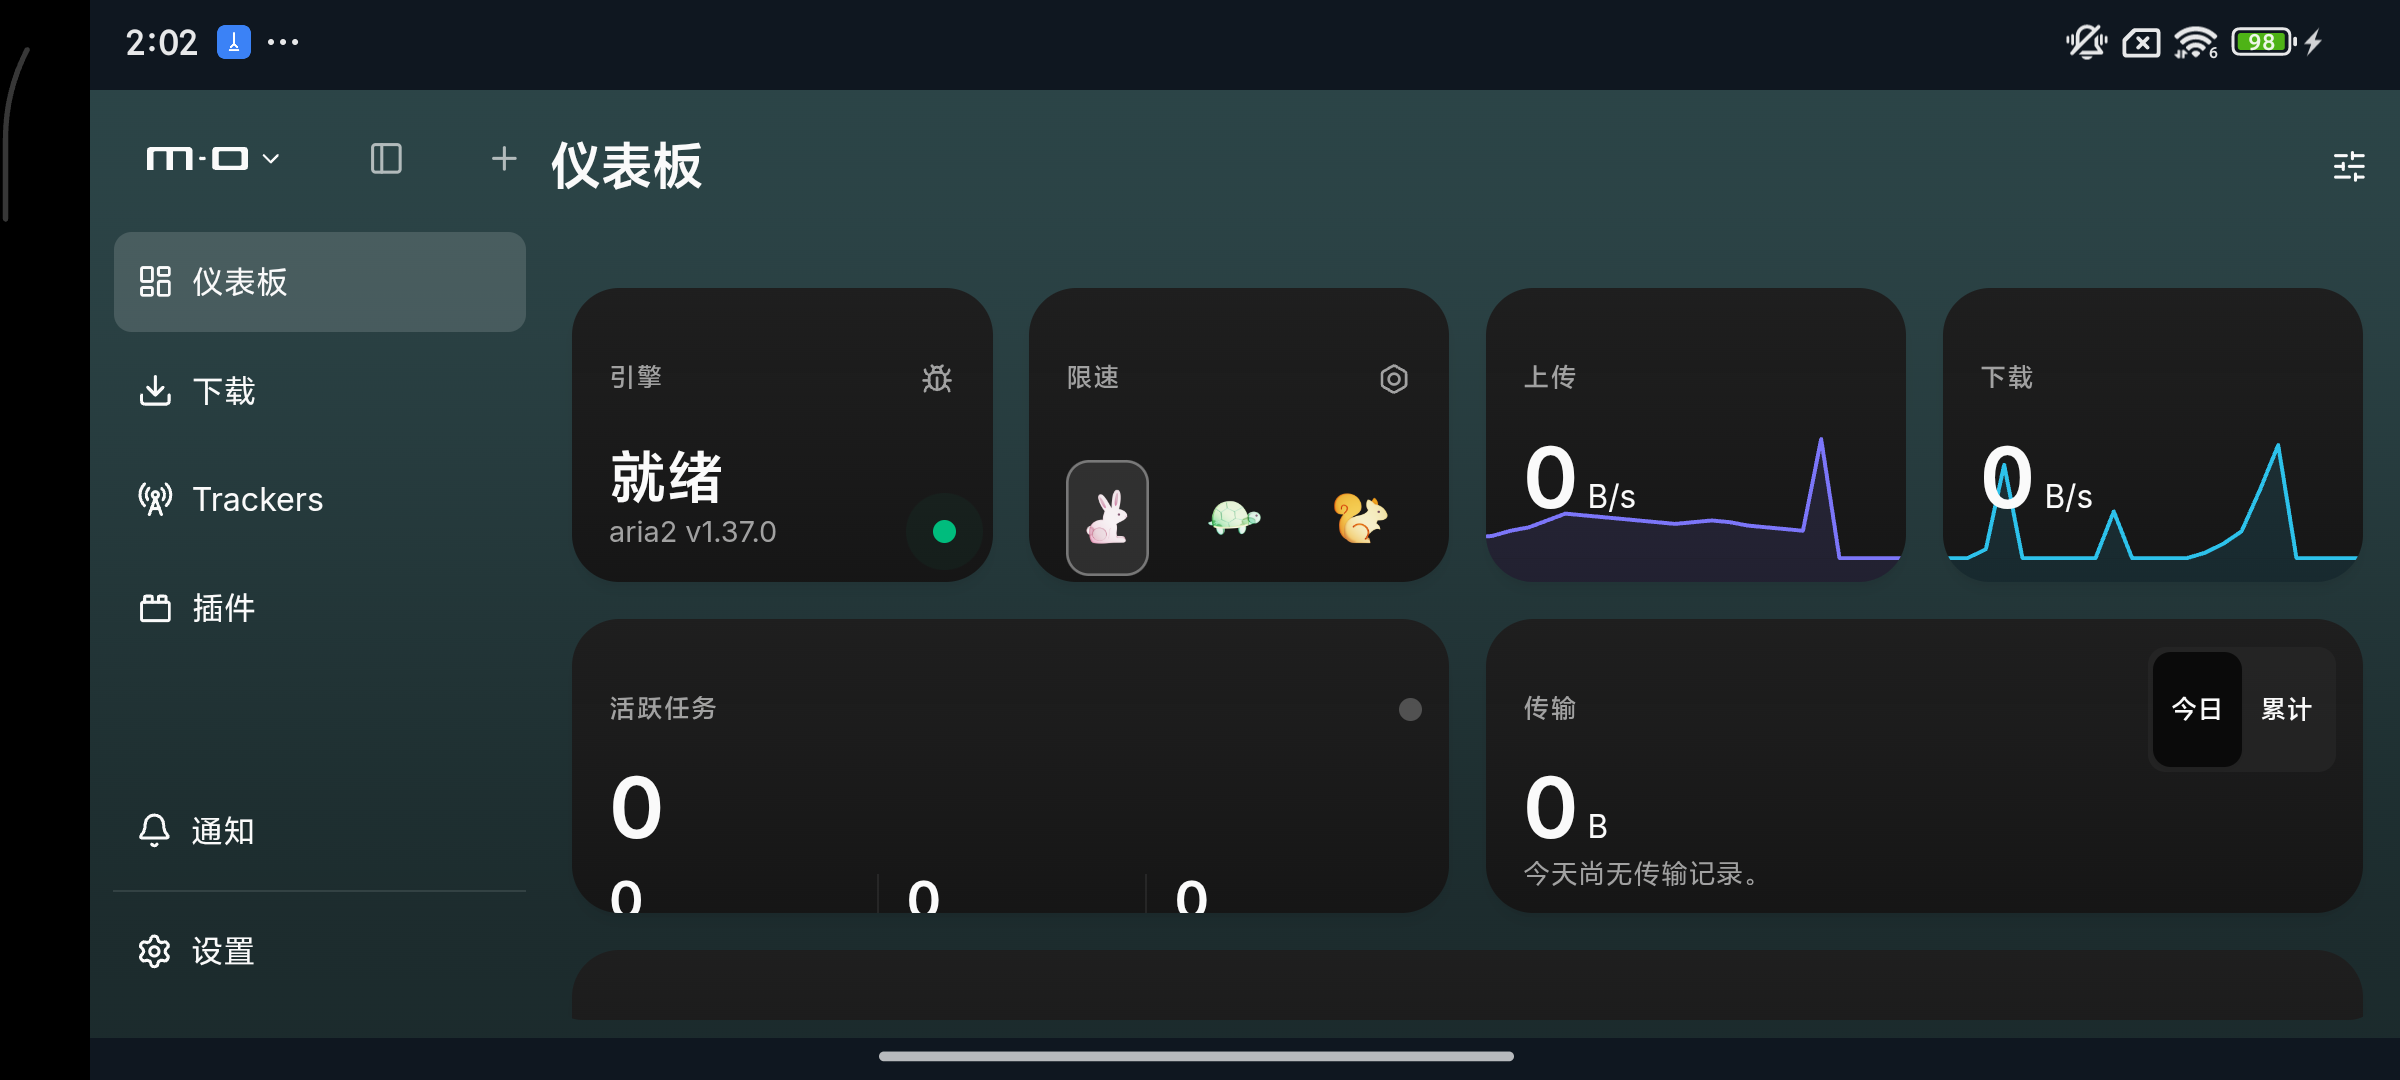 2:02
98
6
m-o
仪表板
仪表板
下载
Trackers
插件
通知
设置
引擎
就绪
aria2 v1.37.0
限速
上传
0 B/s
下载
0 B/s
活跃任务
0
0
0
0
传输
今日
累计
0 B
今天尚无传输记录。